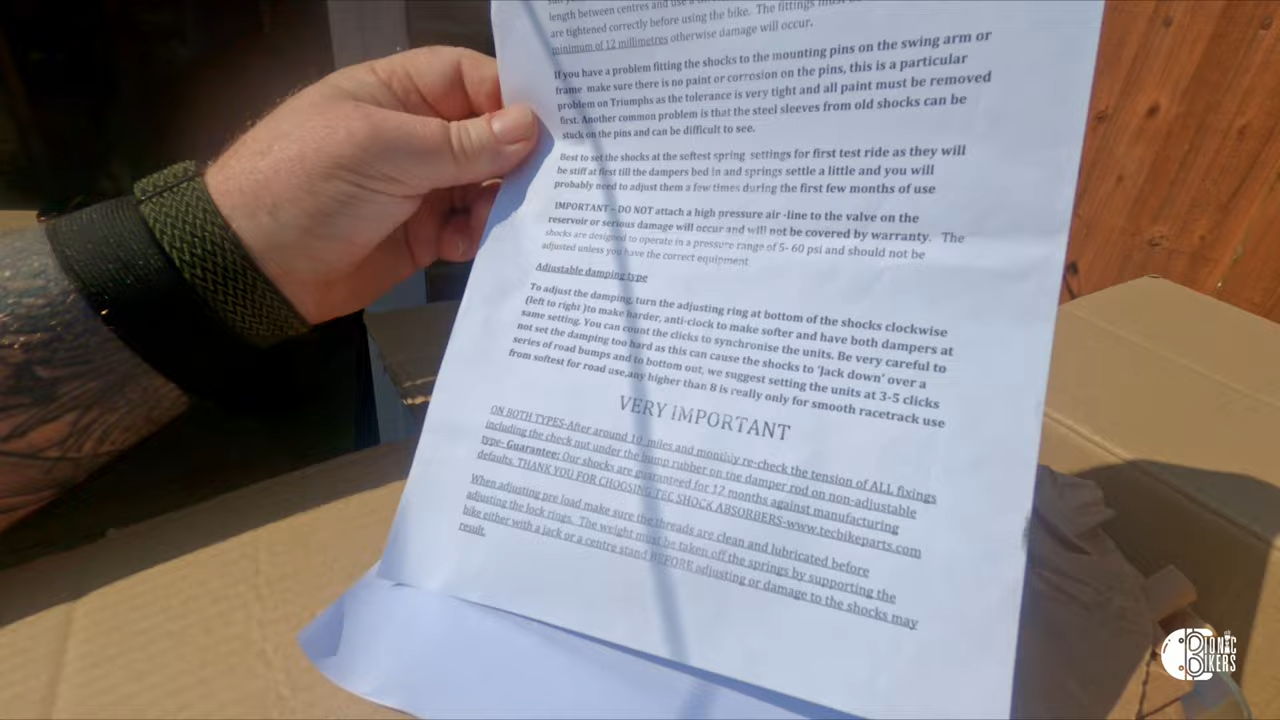 length between centres and use a
are tightened correctly before using the bike. The fittings must
minimum of 12 millimetres otherwise damage will occur.
If you have a problem fitting the shocks to the mounting pins on the swing arm or
frame make sure there is no paint or corrosion on the pins, this is a particular
problem on Triumphs as the tolerance is very tight and all paint must be removed
first. Another common problem is that the steel sleeves from old shocks can be
stuck on the pins and can be difficult to see.
Best to set the shocks at the softest spring settings for first test ride as they will
be stiff at first till the dampers bed in and springs settle a little and you will
probably need to adjust them a few times during the first few months of use
IMPORTANT - DO NOT attach a high pressure air -line to the valve on the
reservoir or serious damage will occur and will not be covered by warranty. The
shocks are designed to operate in a pressure range of 5- 60 psi and should not be
adjusted unless you have the correct equipment
Adjustable damping type
To adjust the damping, turn the adjusting ring at bottom of the shocks clockwise
(left to right )to make harder, anti-clock to make softer and have both dampers at
same setting. You can count the clicks to synchronise the units. Be very careful to
not set the damping too hard as this can cause the shocks to 'jack down' over a
series of road bumps and to bottom out, we suggest setting the units at 3-5 clicks
from softest for road use,any higher than 8 is really only for smooth racetrack use
VERY IMPORTANT
ON BOTH TYPES-After around 10 miles and monthly re-check the tension of ALL fixings
including the check nut under the bump rubber on the damper rod on non-adjustable
type- Guarantee: Our shocks are guaranteed for 12 months against manufacturing
defaults. THANK YOU FOR CHOOSING TEC SHOCK ABSORBERS-www.tecbikeparts.com
When adjusting pre load make sure the threads are clean and lubricated before
adjusting the lock rings. The weight must be taken off the springs by supporting the
bike either with a jack or a centre stand BEFORE adjusting or damage to the shocks may
result.
BIONIC
BIKERS